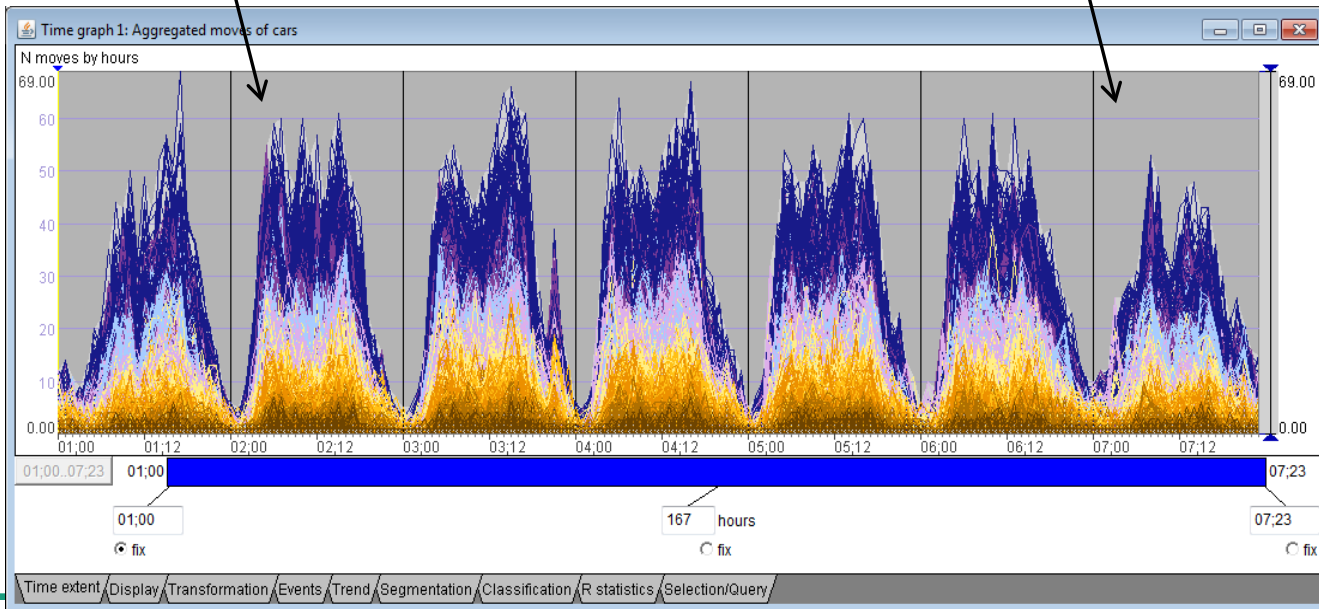 Time graph 1: Aggregated moves of cars
N moves by hours
69.00
69.00
60
50
40
30
20
10
0.00
0.00
01;00 01;12 02;00 02;12 03;00 03;12 04;00 04;12 05;00 05;12 06;00 06;12 07;00 07;12
01;00..07;23 01;00 07;23
01;00 167 hours 07;23
fix fix fix
Time extent Display Transformation Events Trend Segmentation Classification R statistics Selection/Query